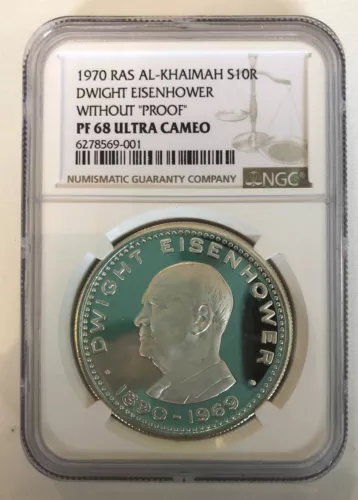 1970 RAS AL-KHAIMAH S10R
DWIGHT EISENHOWER
WITHOUT "PROOF"
PF 68 ULTRA CAMEO
6278569-001
NUMISMATIC GUARANTY COMPANY
NGC
DWIGHT EISENHOWER
1890-1969